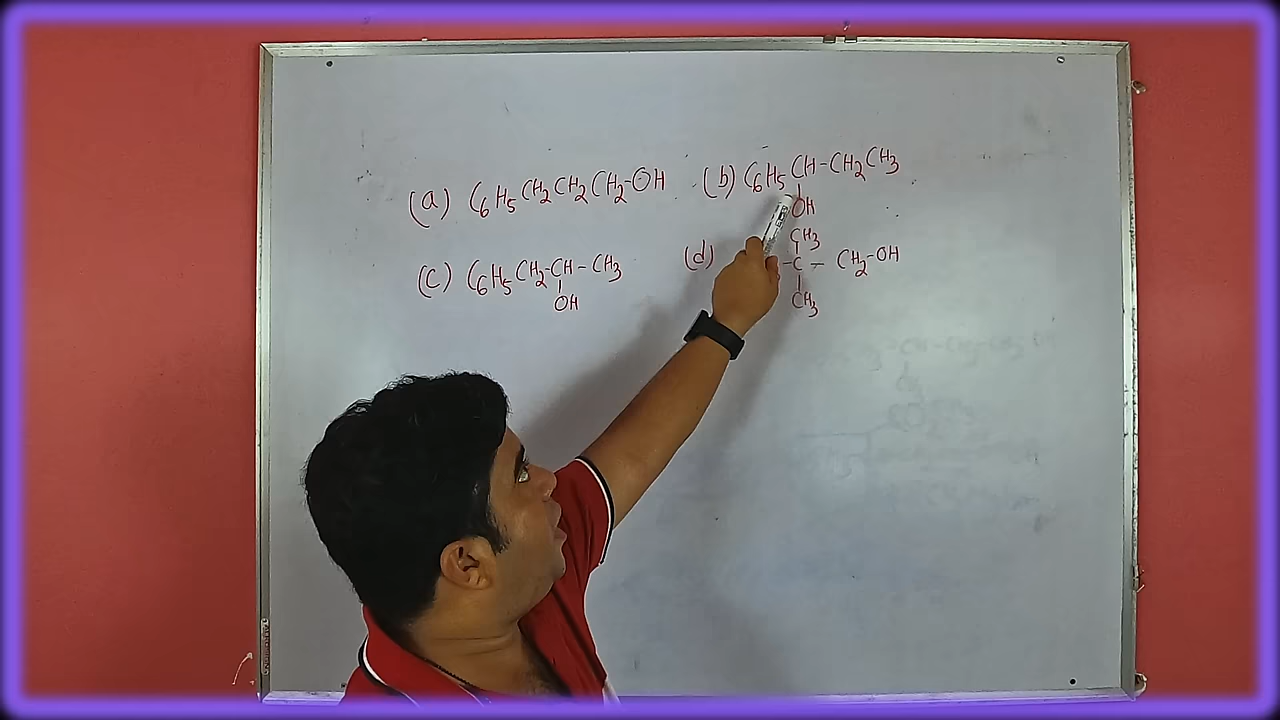 (a) C6H5CH2CH2CH2-OH
(b) C6H5CH-CH2CH3
OH
(c) C6H5CH2-CH-CH3
OH
(d)
CH3
-C-CH2-OH
CH3